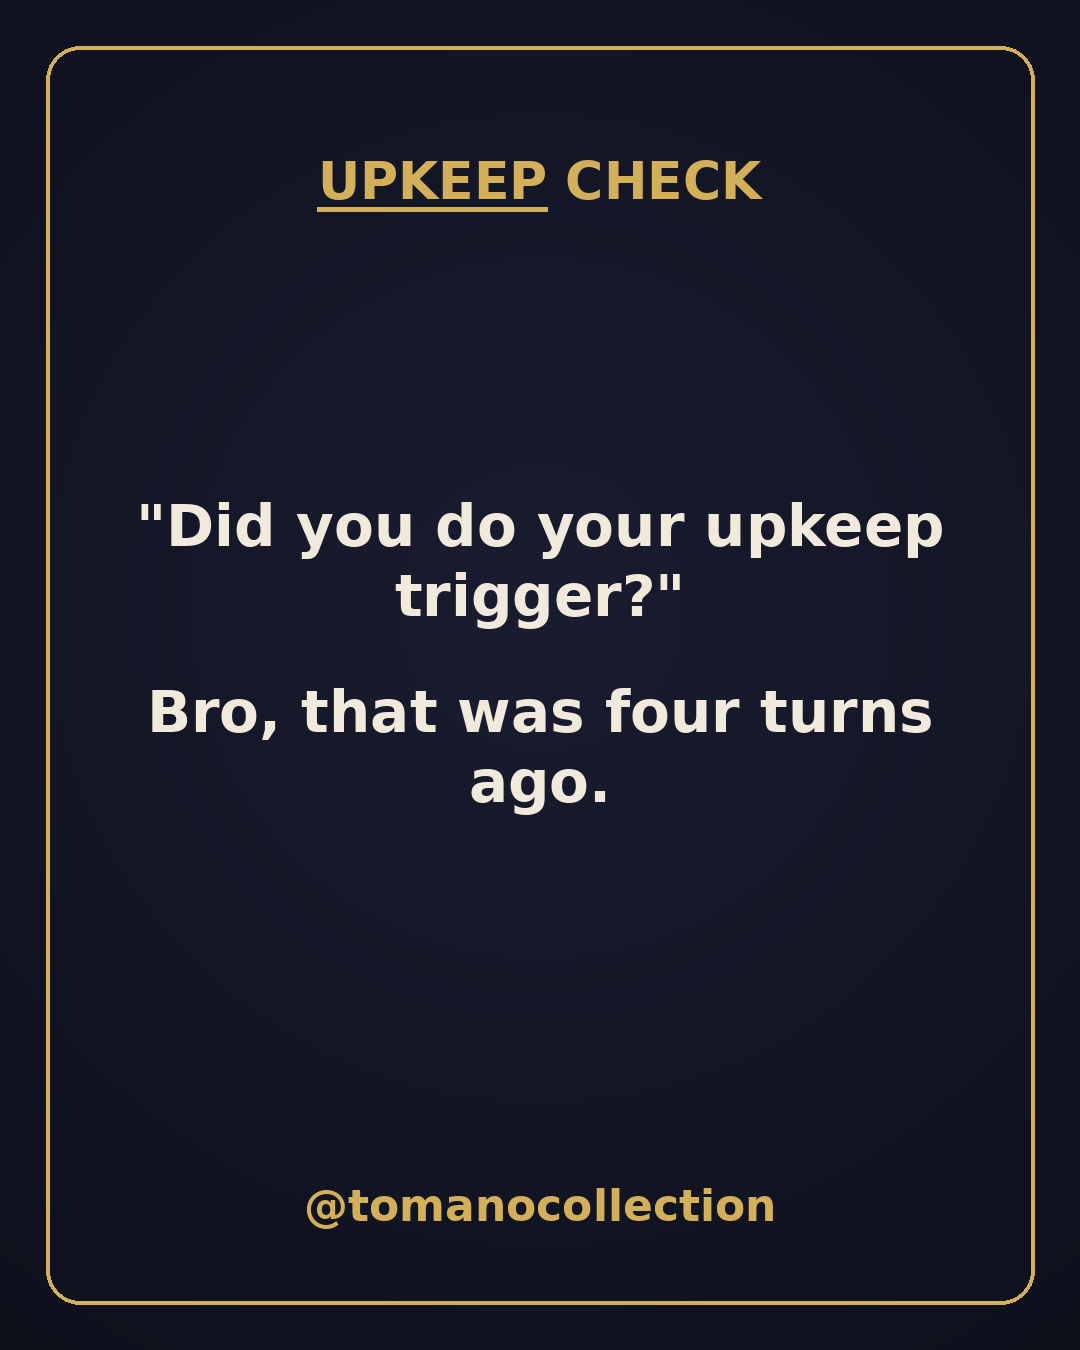 UPKEEP CHECK
"Did you do your upkeep
trigger?"
Bro, that was four turns
ago.
@tomanocollection